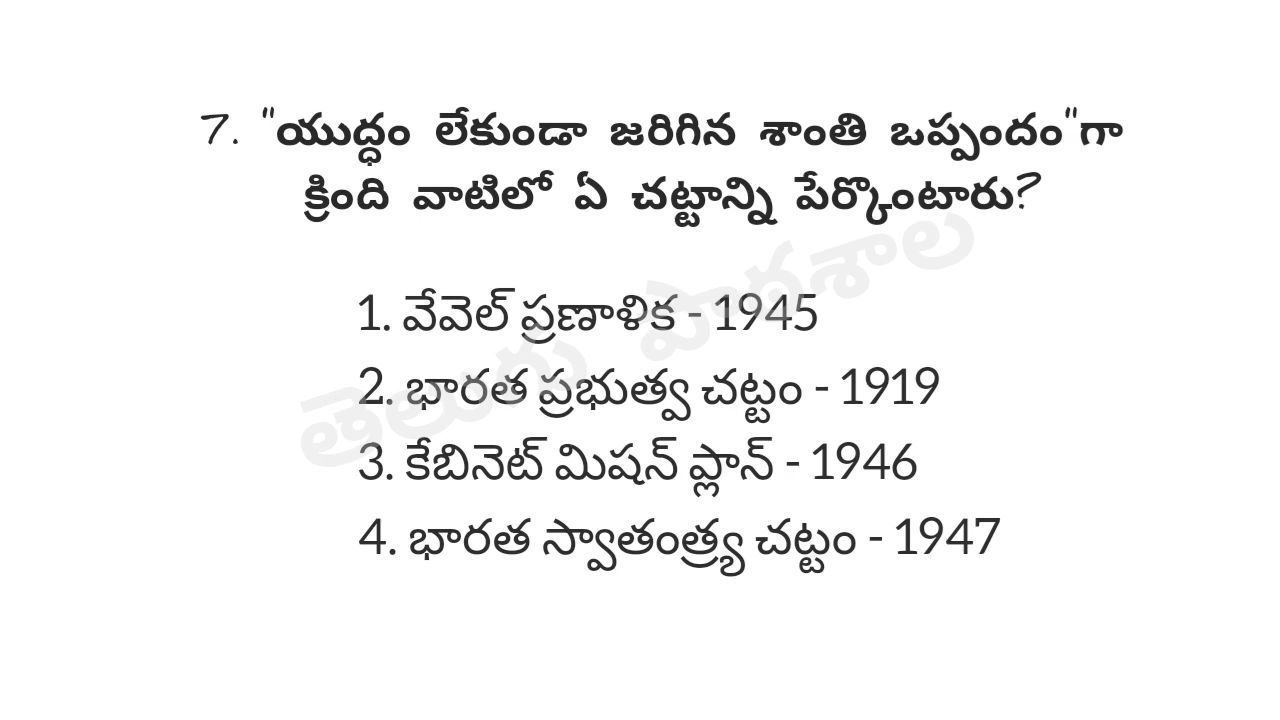 7. "యుద్ధం లేకుండా జరిగిన శాంతి ఒప్పందం"గా
క్రింది వాటిలో ఏ చట్టాన్ని పేర్కొంటారు?
తెలుగు పాఠశాల
1. వేవెల్ ప్రణాళిక - 1945
2. భారత ప్రభుత్వ చట్టం - 1919
3. కేబినెట్ మిషన్ ప్లాన్ - 1946
4. భారత స్వాతంత్ర్య చట్టం - 1947